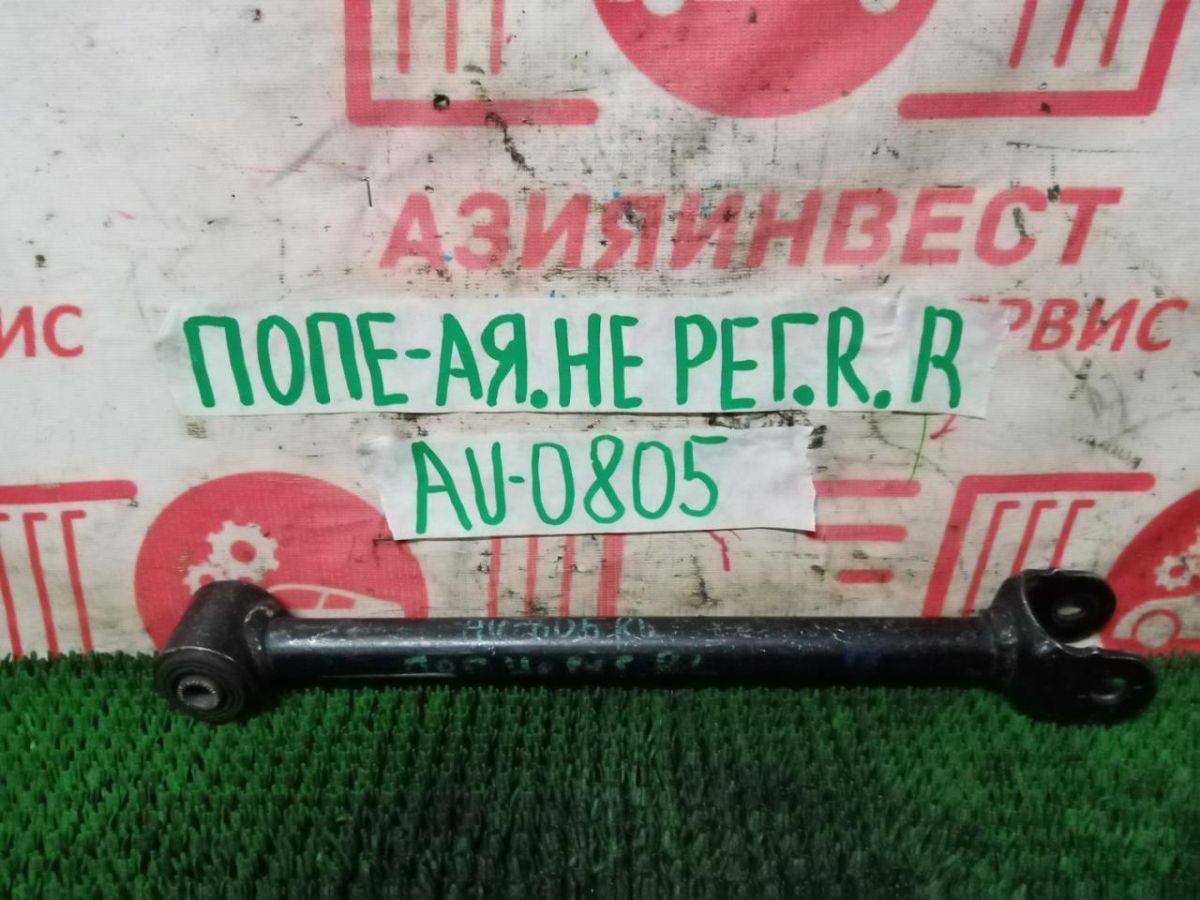 АЗИЯИНВЕСТ
ИС
РВИС
ПОПЕ-АЯ.НЕ РЕГ.R.R
AU-0805